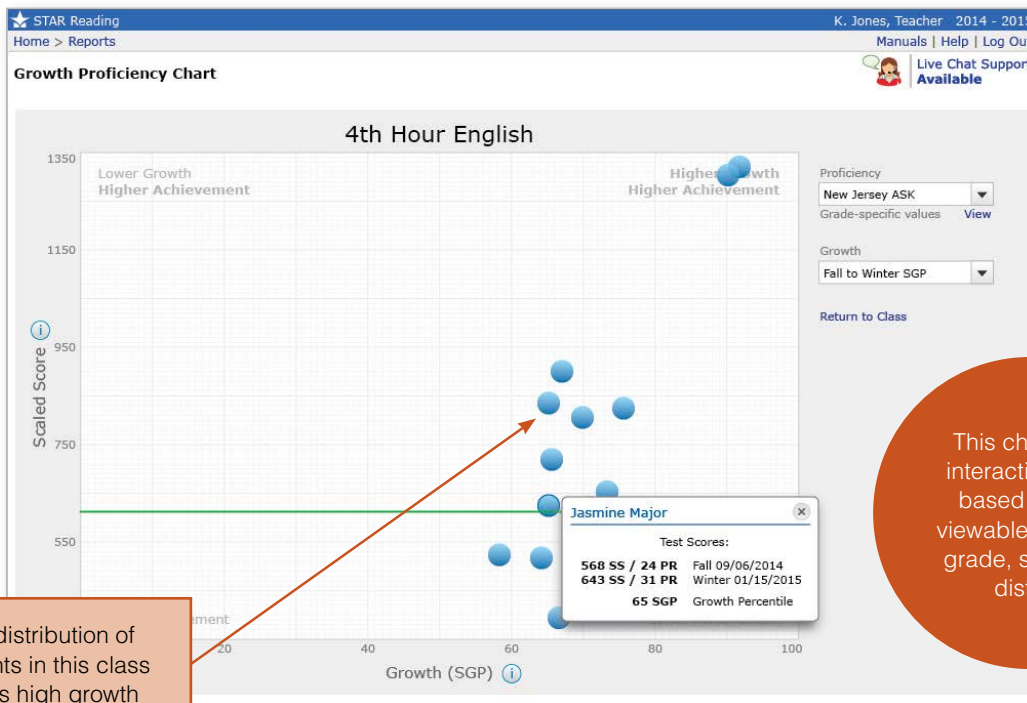 STAR Reading
K. Jones, Teacher 2014 - 2015
Home > Reports
Manuals | Help | Log Ou
Growth Proficiency Chart
Live Chat Suppor
Available
4th Hour English
1350
1150
950
750
550
Scaled Score
Lower Growth
Higher Achievement
Higher wth
Higher Achievement
Proficiency
New Jersey ASK
Grade-specific values View
Growth
Fall to Winter SGP
Return to Class
Jasmine Major
Test Scores:
568 SS / 24 PR Fall 09/06/2014
643 SS / 31 PR Winter 01/15/2015
65 SGP Growth Percentile
ement
20
40
60
80
100
Growth (SGP)
distribution of
nts in this class
s high growth
This ch
interacti
based
viewable
grade, s
dist